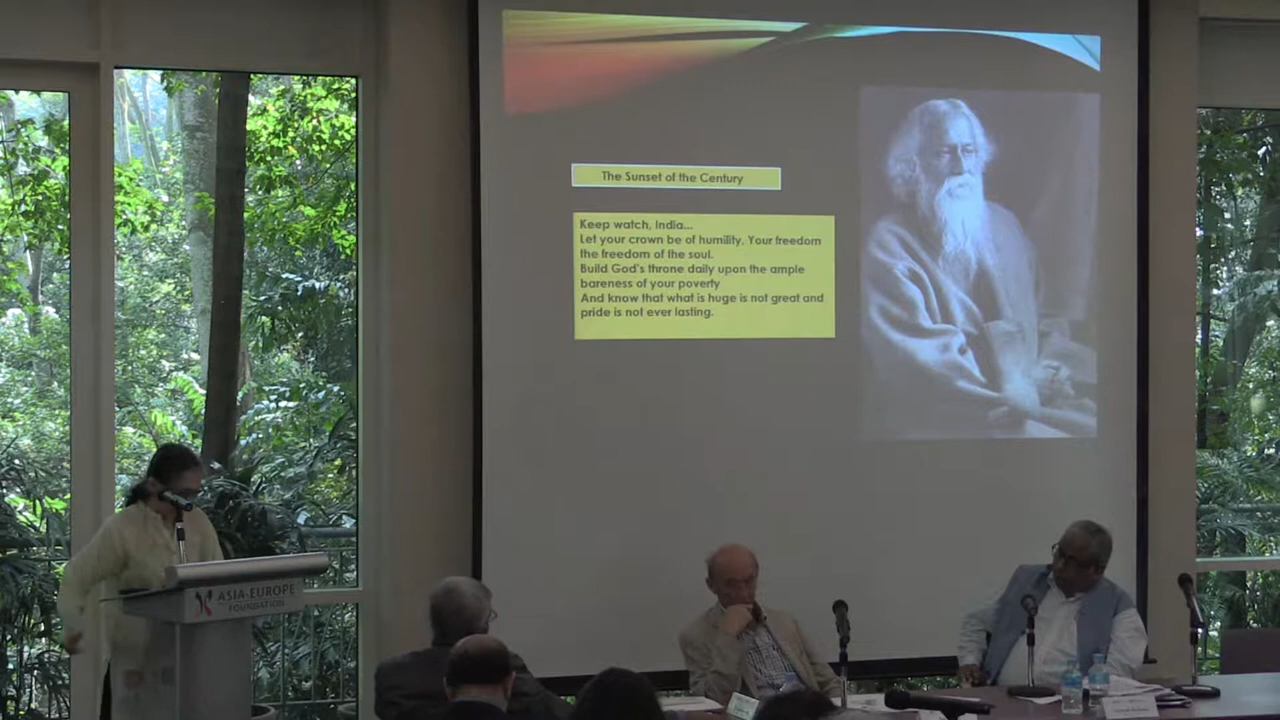 The Sunset of the Century
Keep watch, India...
Let your crown be of humility. Your freedom
the freedom of the soul.
Build God's throne daily upon the ample
bareness of your poverty
And know that what is huge is not great and
pride is not ever lasting.
ASIA-EUROPE
FOUNDATION